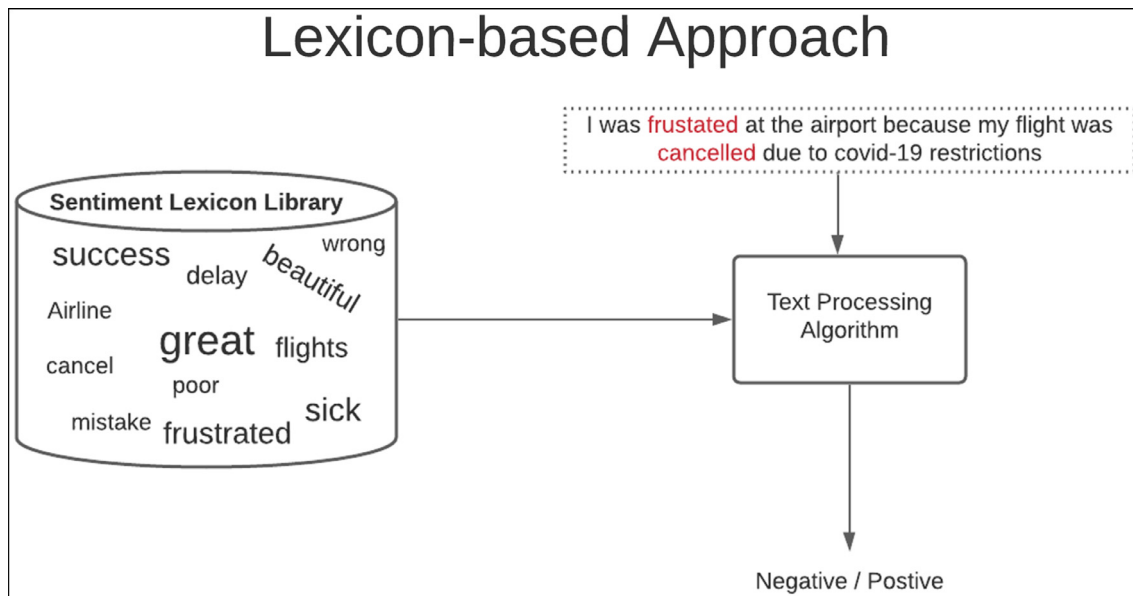 Lexicon-based Approach
I was frustated at the airport because my flight was
cancelled due to covid-19 restrictions
Sentiment Lexicon Library
wrong
success
beautiful
delay
Airline
great
flights
cancel
poor
sick
mistake
frustrated
Text Processing
Algorithm
Negative / Postive